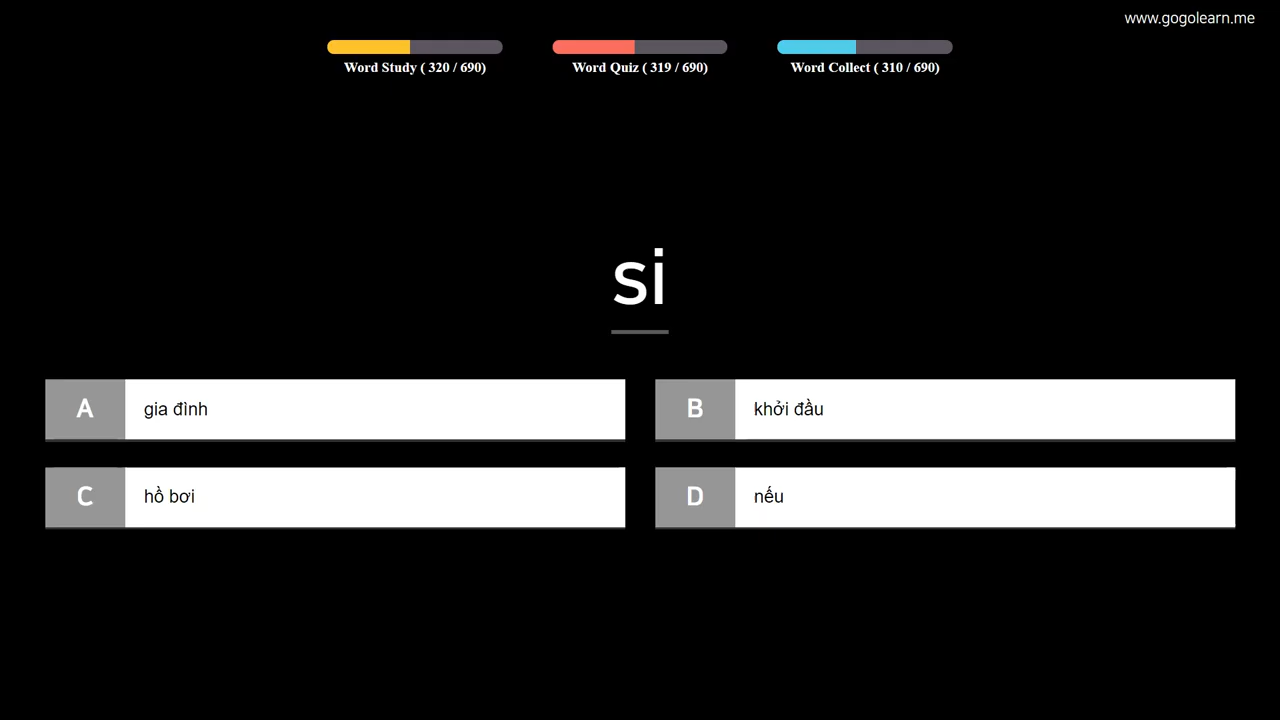 www.gogolearn.me
Word Study ( 320 / 690)
Word Quiz ( 319 / 690)
Word Collect ( 310 / 690)
si
A gia đình
B khởi đầu
C hồ bơi
D nếu